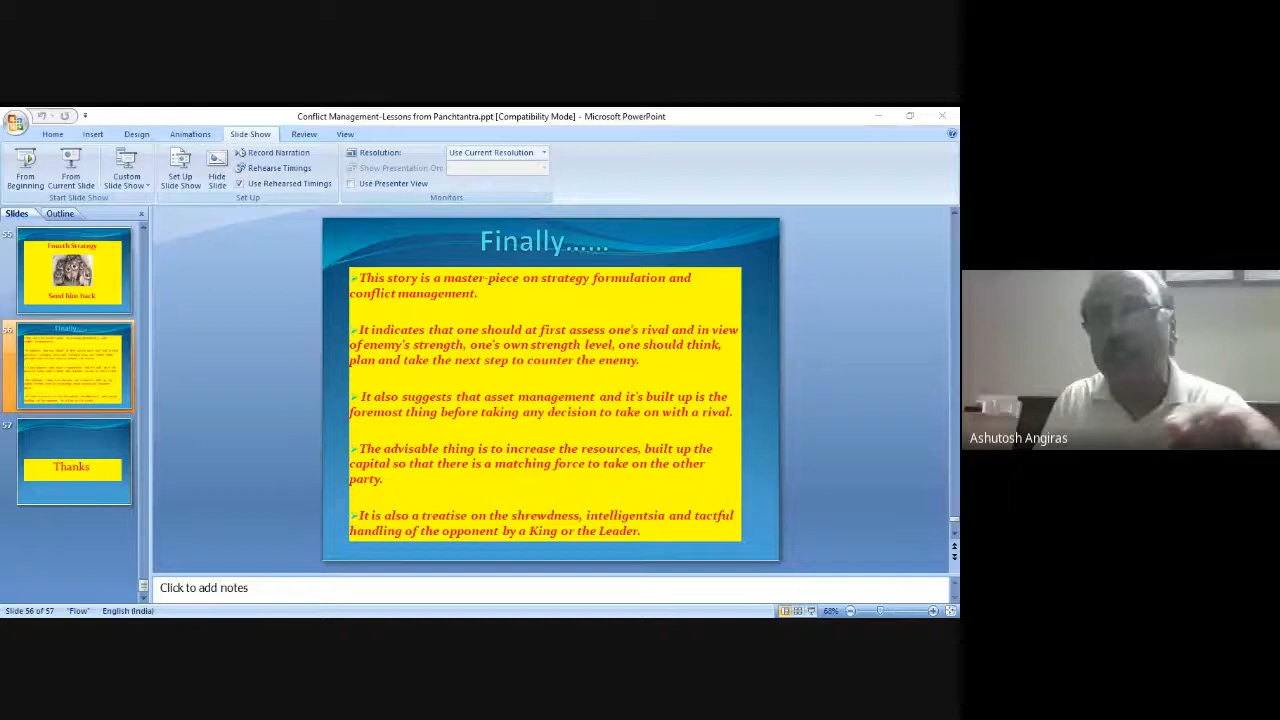 Conflict Management-Lessons from Panchtantra.ppt [Compatibility Mode] - Microsoft PowerPoint
Home Insert Design Animations Slide Show Review View
From Beginning
From Current Slide
Custom Slide Show
Start Slide Show
Set Up Slide Show
Hide Slide
Record Narration
Rehearse Timings
Use Rehearsed Timings
Set Up
Resolution: Use Current Resolution
Show Presentation On:
Use Presenter View
Monitors
Slides Outline
55
Fourth Strategy
Send him back
56
Finally......
57
Thanks
Finally......
This story is a master-piece on strategy formulation and
conflict management.
It indicates that one should at first assess one's rival and in view
of enemy's strength, one's own strength level, one should think,
plan and take the next step to counter the enemy.
It also suggests that asset management and it's built up is the
foremost thing before taking any decision to take on with a rival.
The advisable thing is to increase the resources, built up the
capital so that there is a matching force to take on the other
party.
It is also a treatise on the shrewdness, intelligentsia and tactful
handling of the opponent by a King or the Leader.
Ashutosh Angiras
Click to add notes
Slide 56 of 57 "Flow" English (India) 68%